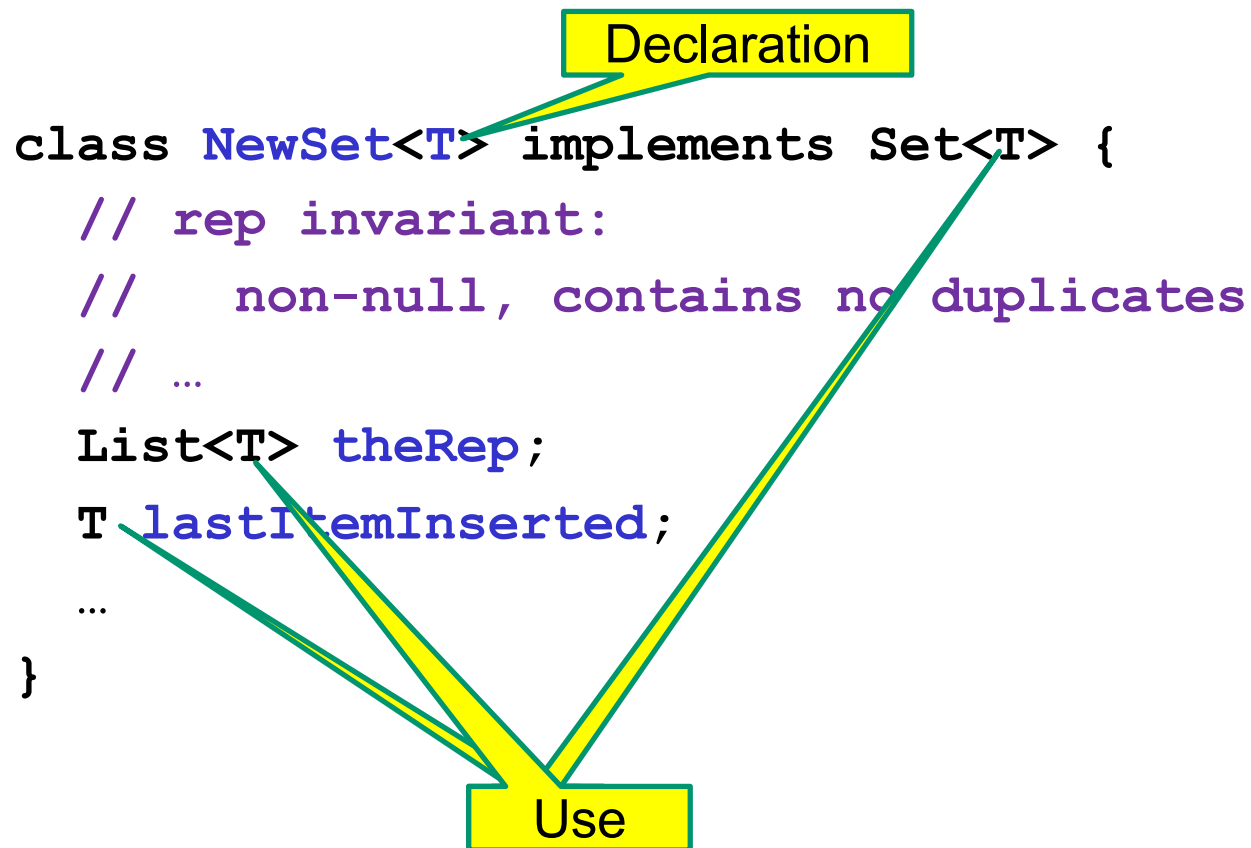 Declaration
class NewSet<T> implements Set<T> {
// rep invariant:
//   non-null, contains no duplicates
// …
List<T> theRep;
T lastItemInserted;
…
}
Use